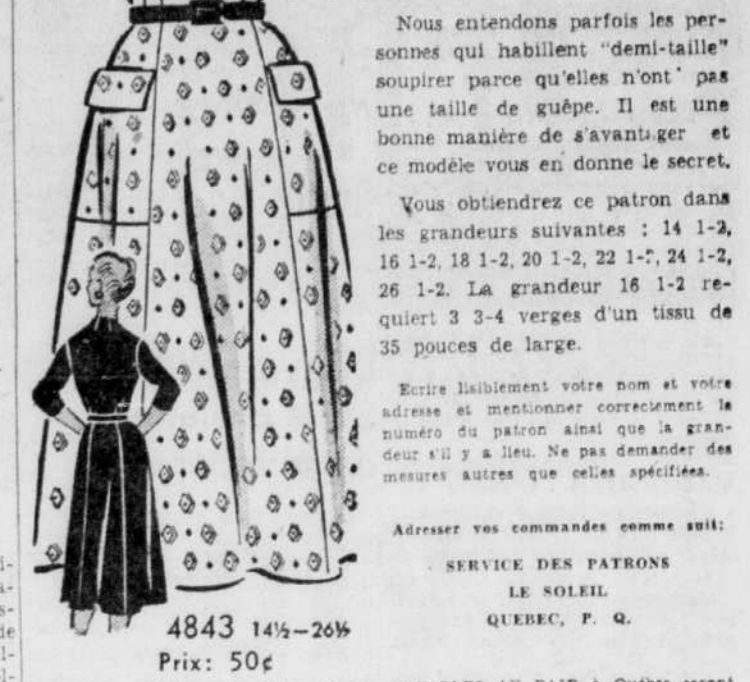 Nous entendons parfois les per-
sonnes qui habillent "demi-taille"
soupirer parce qu'elles n'ont pas
une taille de guêpe. Il est une
bonne manière de s'avantager et
ce modèle vous en donne le secret.
Vous obtiendrez ce patron dans
les grandeurs suivantes : 14 1-2,
16 1-2, 18 1-2, 20 1-2, 22 1-2, 24 1-2,
26 1-2. La grandeur 16 1-2 re-
quiert 3 3-4 verges d'un tissu de
35 pouces de large.
Ecrire lisiblement votre nom et votre
adresse et mentionner correctement le
numéro du patron ainsi que la gran-
deur s'il y a lieu. Ne pas demander des
mesures autres que celles spécifiées.
Adresser vos commandes comme suit:
SERVICE DES PATRONS
LE SOLEIL
QUEBEC, P. Q.
4843 14½—26½
Prix: 50¢
à Québec seront